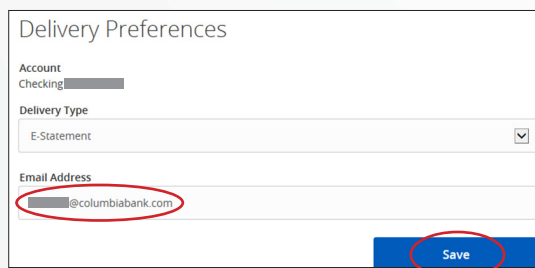 Delivery Preferences
Account
Checking
Delivery Type
E-Statement
Email Address
@columbiabank.com
Save